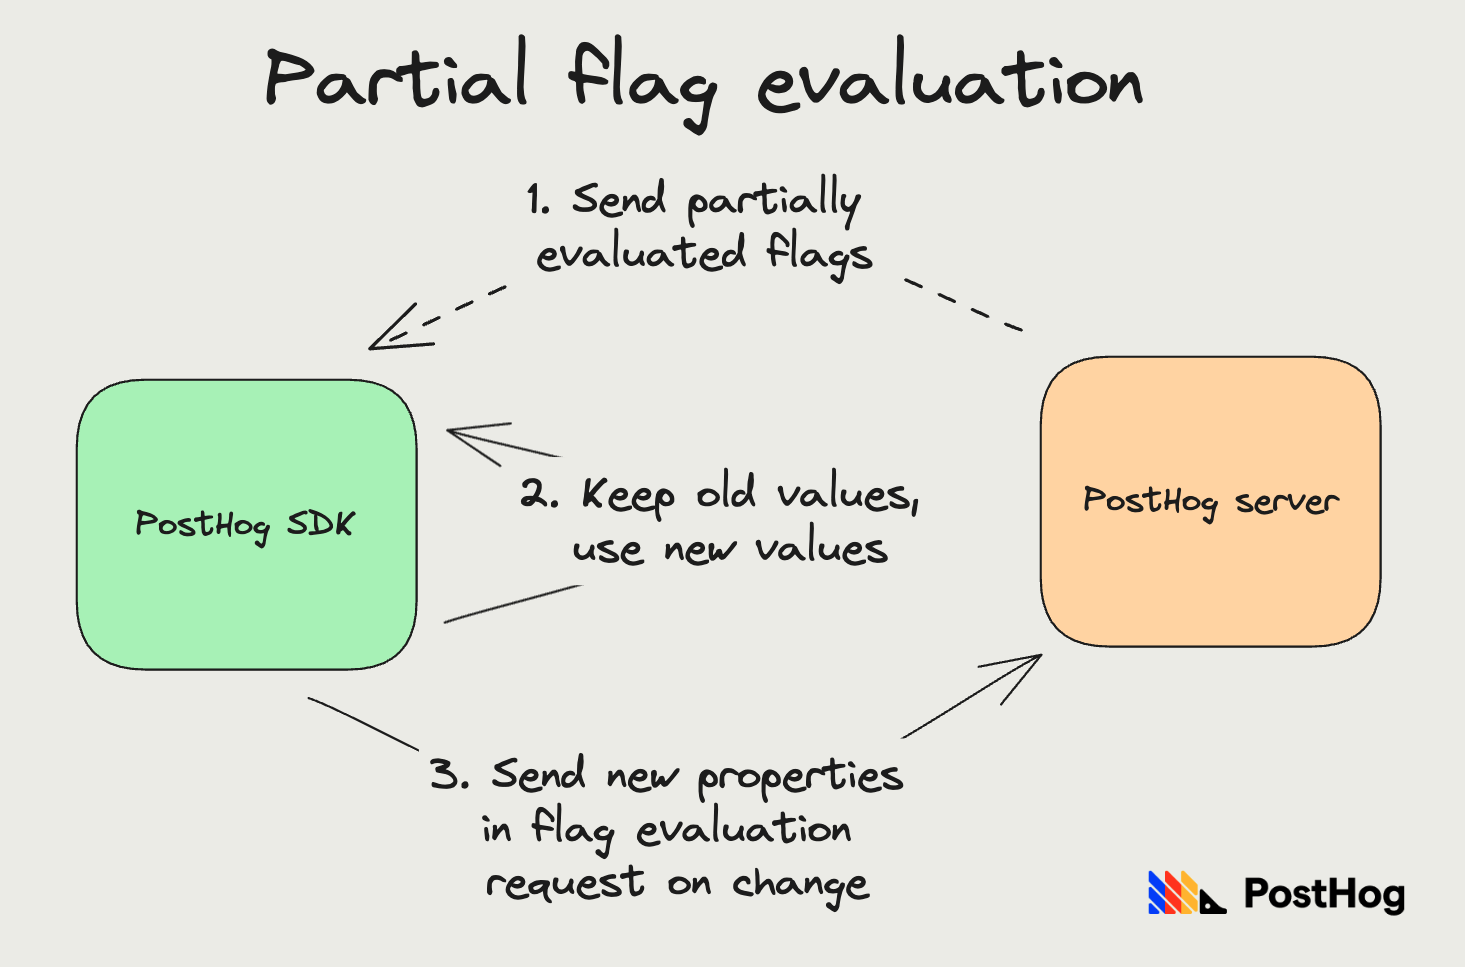 Partial flag evaluation
1. Send partially
evaluated flags
2. Keep old values,
use new values
PostHog SDK
PostHog server
3. Send new properties
in flag evaluation
request on change
PostHog